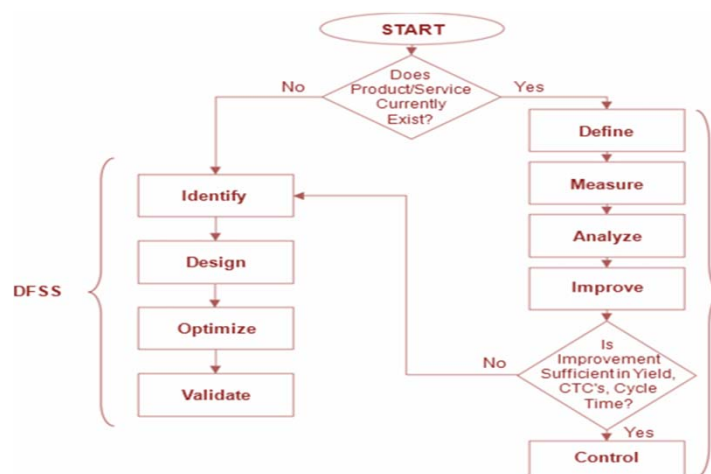 START
Does
Product/Service
Currently
Exist?
No
Yes
Define
Measure
Analyze
Improve
Is
Improvement
Sufficient in Yield,
CTC's, Cycle
Time?
No
Yes
Control
DFSS
Identify
Design
Optimize
Validate